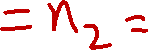 = n₂ =